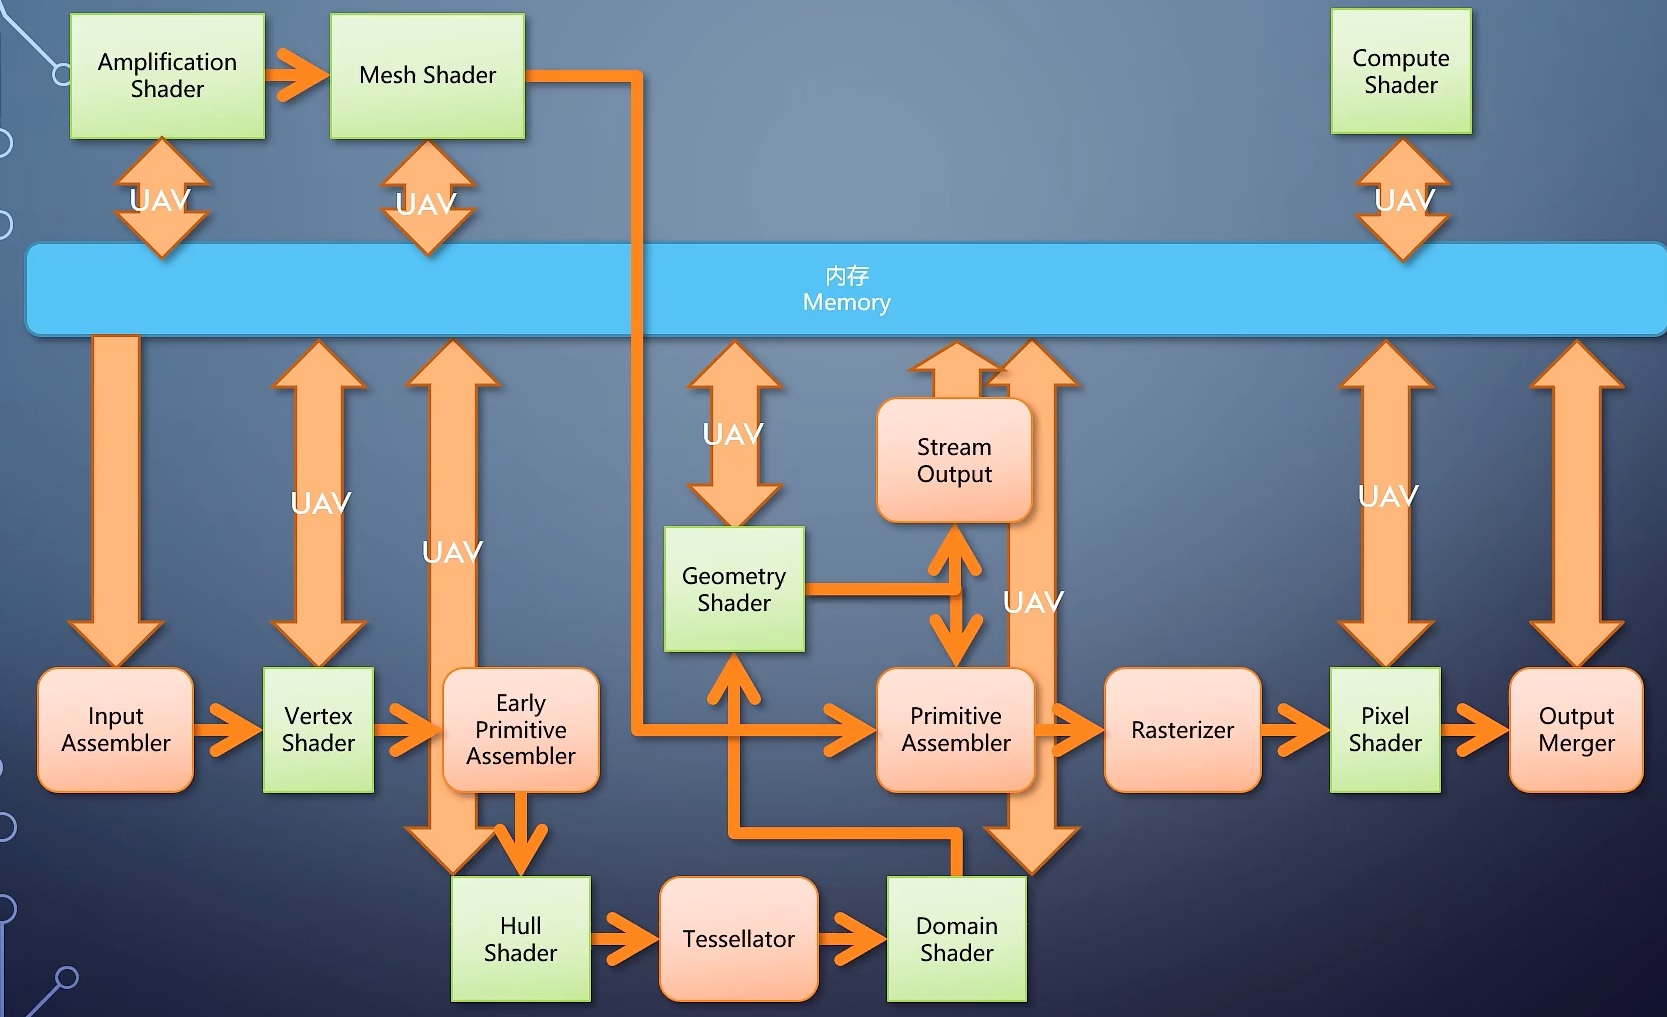 Amplification
Shader
Mesh Shader
Compute
Shader
UAV
UAV
UAV
内存
Memory
UAV
UAV
UAV
UAV
UAV
Stream
Output
Geometry
Shader
Input
Assembler
Vertex
Shader
Early
Primitive
Assembler
Primitive
Assembler
Rasterizer
Pixel
Shader
Output
Merger
Hull
Shader
Tessellator
Domain
Shader